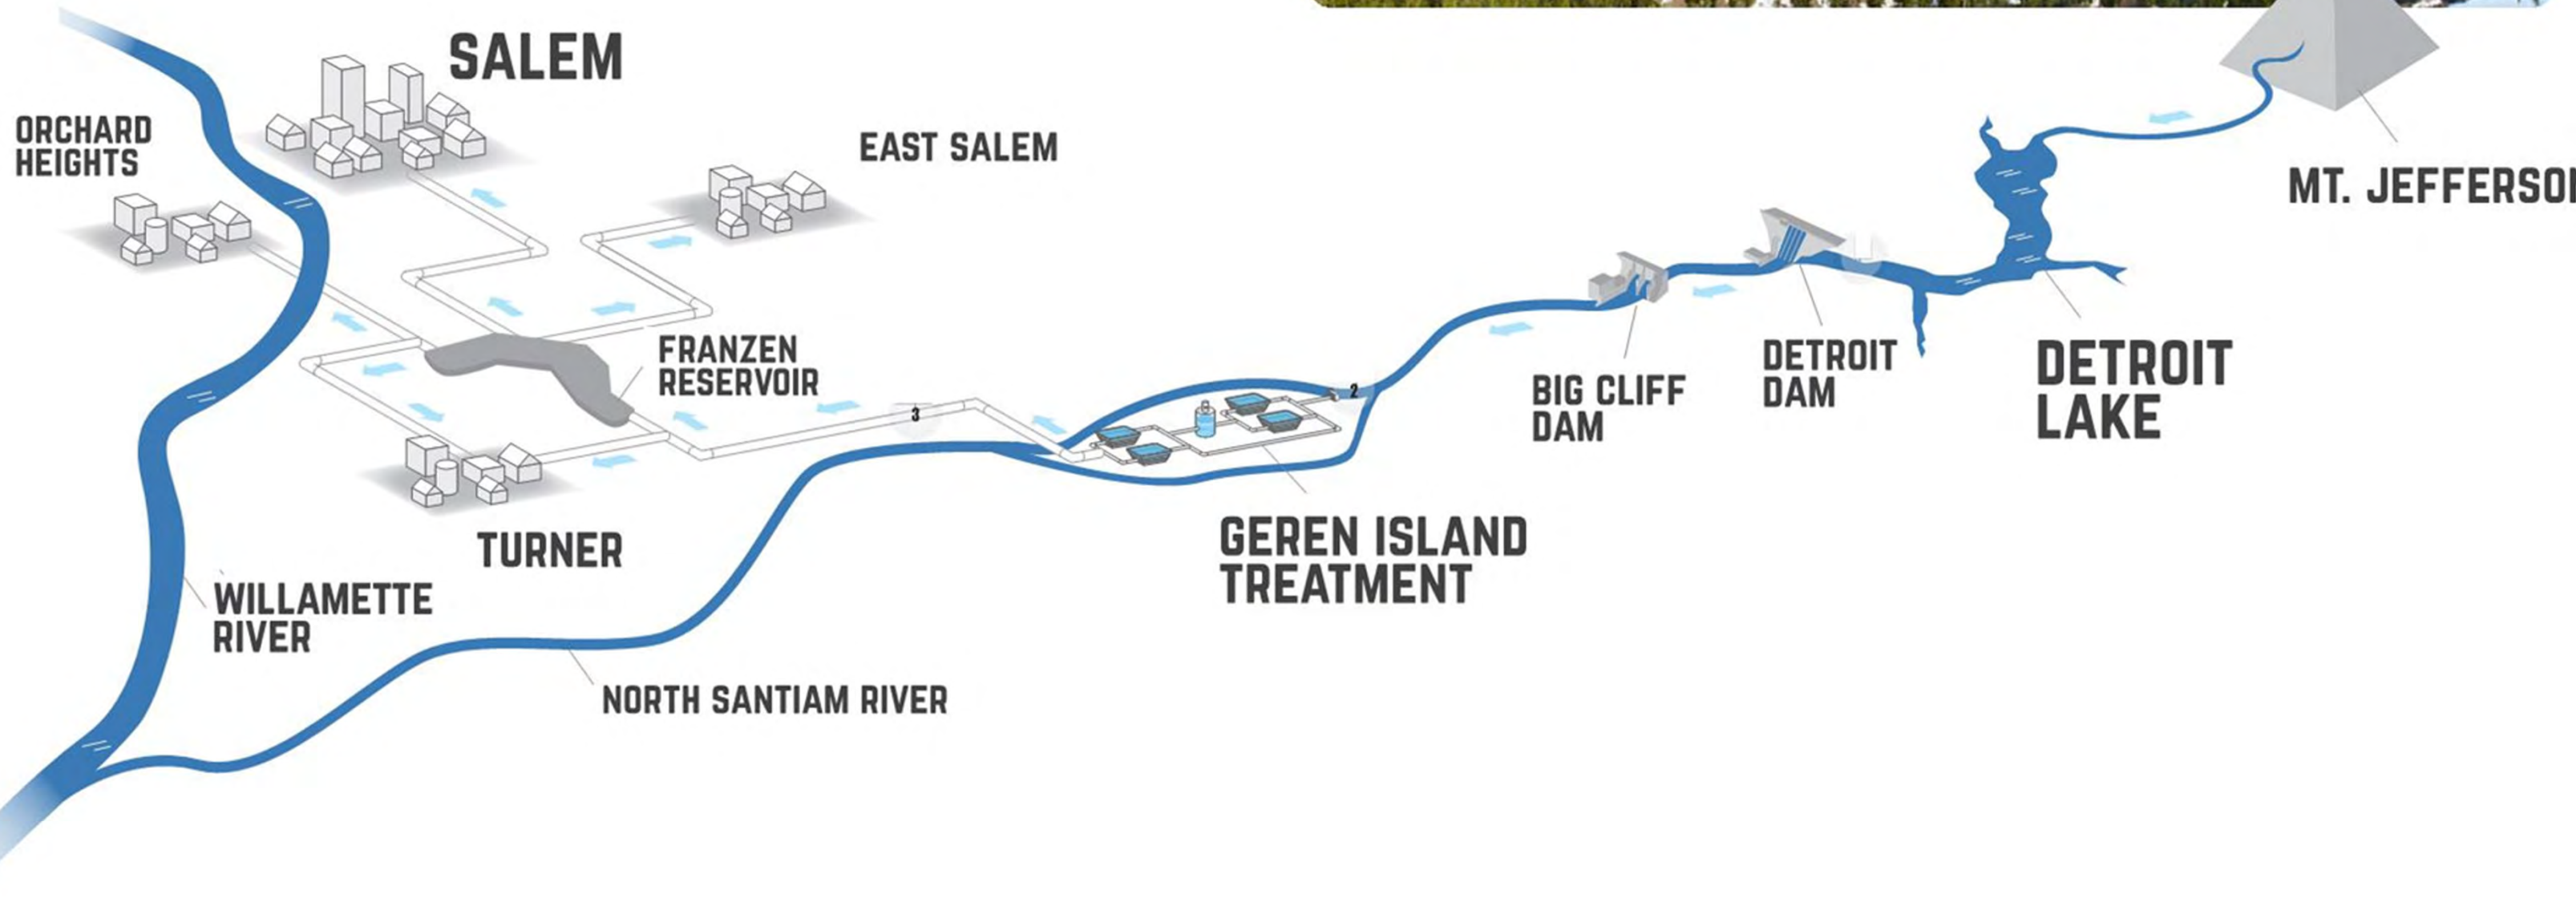 SALEM
ORCHARD
HEIGHTS
EAST SALEM
MT. JEFFERSO
FRANZEN
RESERVOIR
3
2
BIG CLIFF
DAM
DETROIT
DAM
DETROIT
LAKE
TURNER
GEREN ISLAND
TREATMENT
WILLAMETTE
RIVER
NORTH SANTIAM RIVER